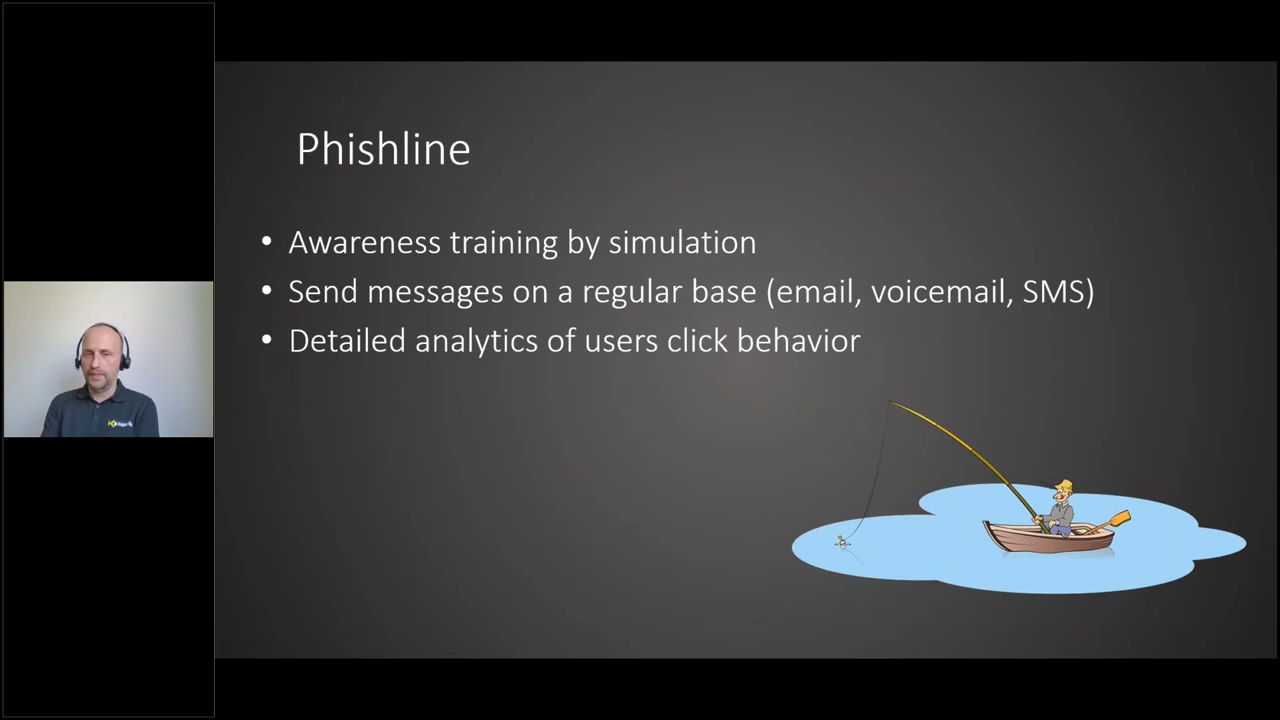 Phishline
• Awareness training by simulation
• Send messages on a regular base (email, voicemail, SMS)
• Detailed analytics of users click behavior